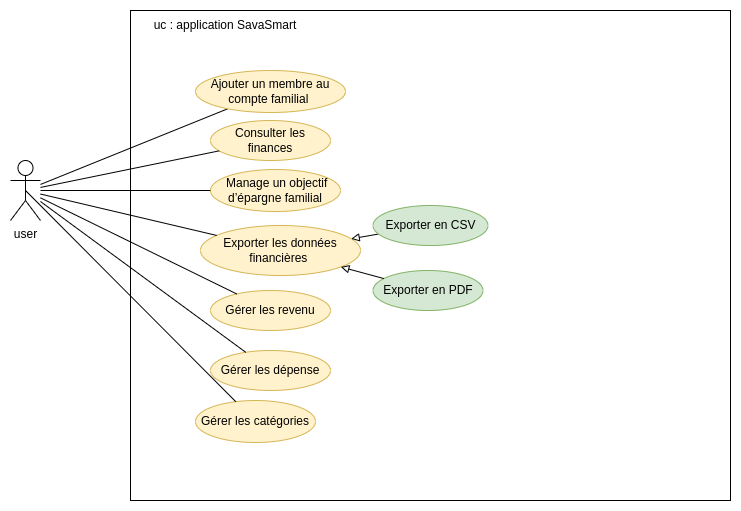 uc : application SavaSmart
Ajouter un membre au
compte familial
Consulter les
finances
Manage un objectif
d'épargne familial
Exporter en CSV
user
Exporter les données
financières
Exporter en PDF
Gérer les revenu
Gérer les dépense
Gérer les catégories